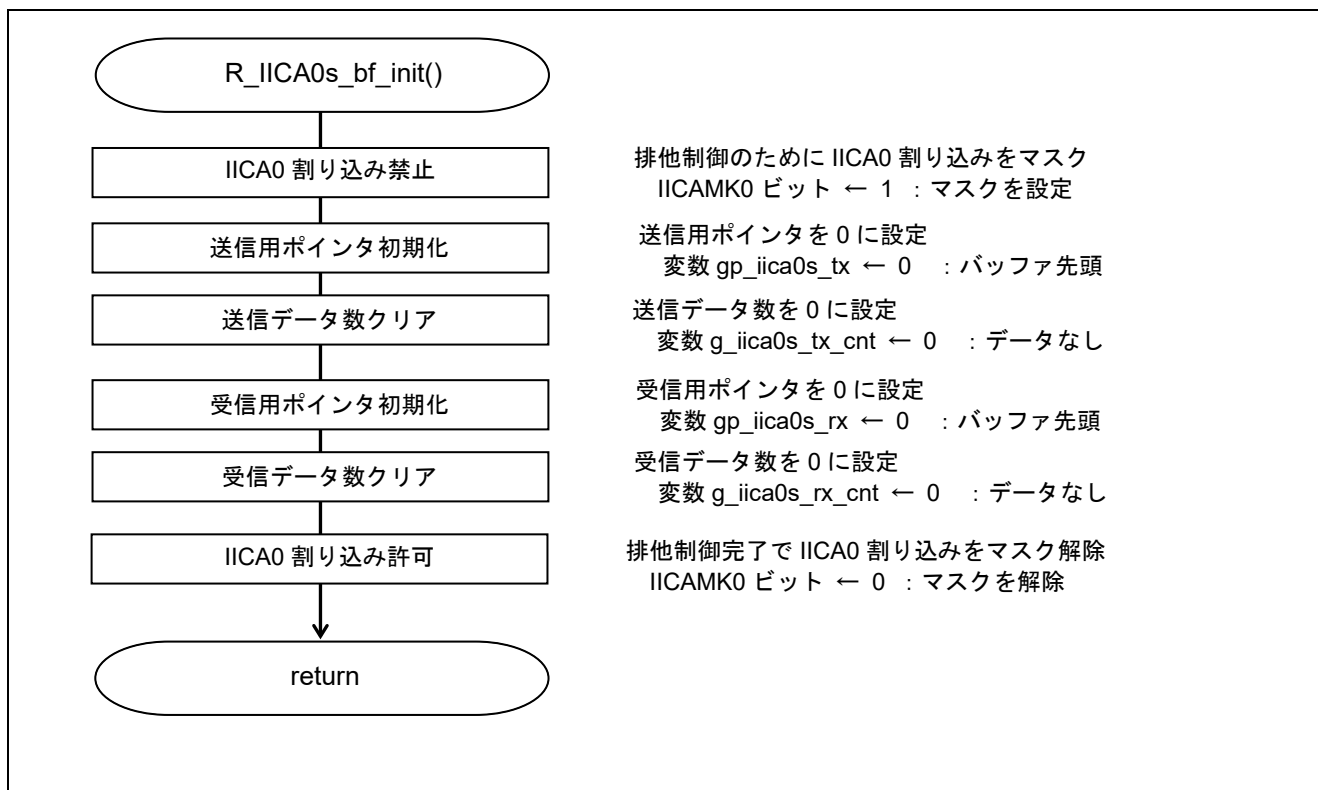 R_IICA0s_bf_init()
IICA0 割り込み禁止
排他制御のために IICA0 割り込みをマスク
IICAMK0 ビット ← 1 : マスクを設定
送信用ポインタ初期化
送信用ポインタを 0 に設定
変数 gp_iica0s_tx ← 0 : バッファ先頭
送信データ数クリア
送信データ数を 0 に設定
変数 g_iica0s_tx_cnt ← 0 : データなし
受信用ポインタ初期化
受信用ポインタを 0 に設定
変数 gp_iica0s_rx ← 0 : バッファ先頭
受信データ数クリア
受信データ数を 0 に設定
変数 g_iica0s_rx_cnt ← 0 : データなし
IICA0 割り込み許可
排他制御完了で IICA0 割り込みをマスク解除
IICAMK0 ビット ← 0 : マスクを解除
return